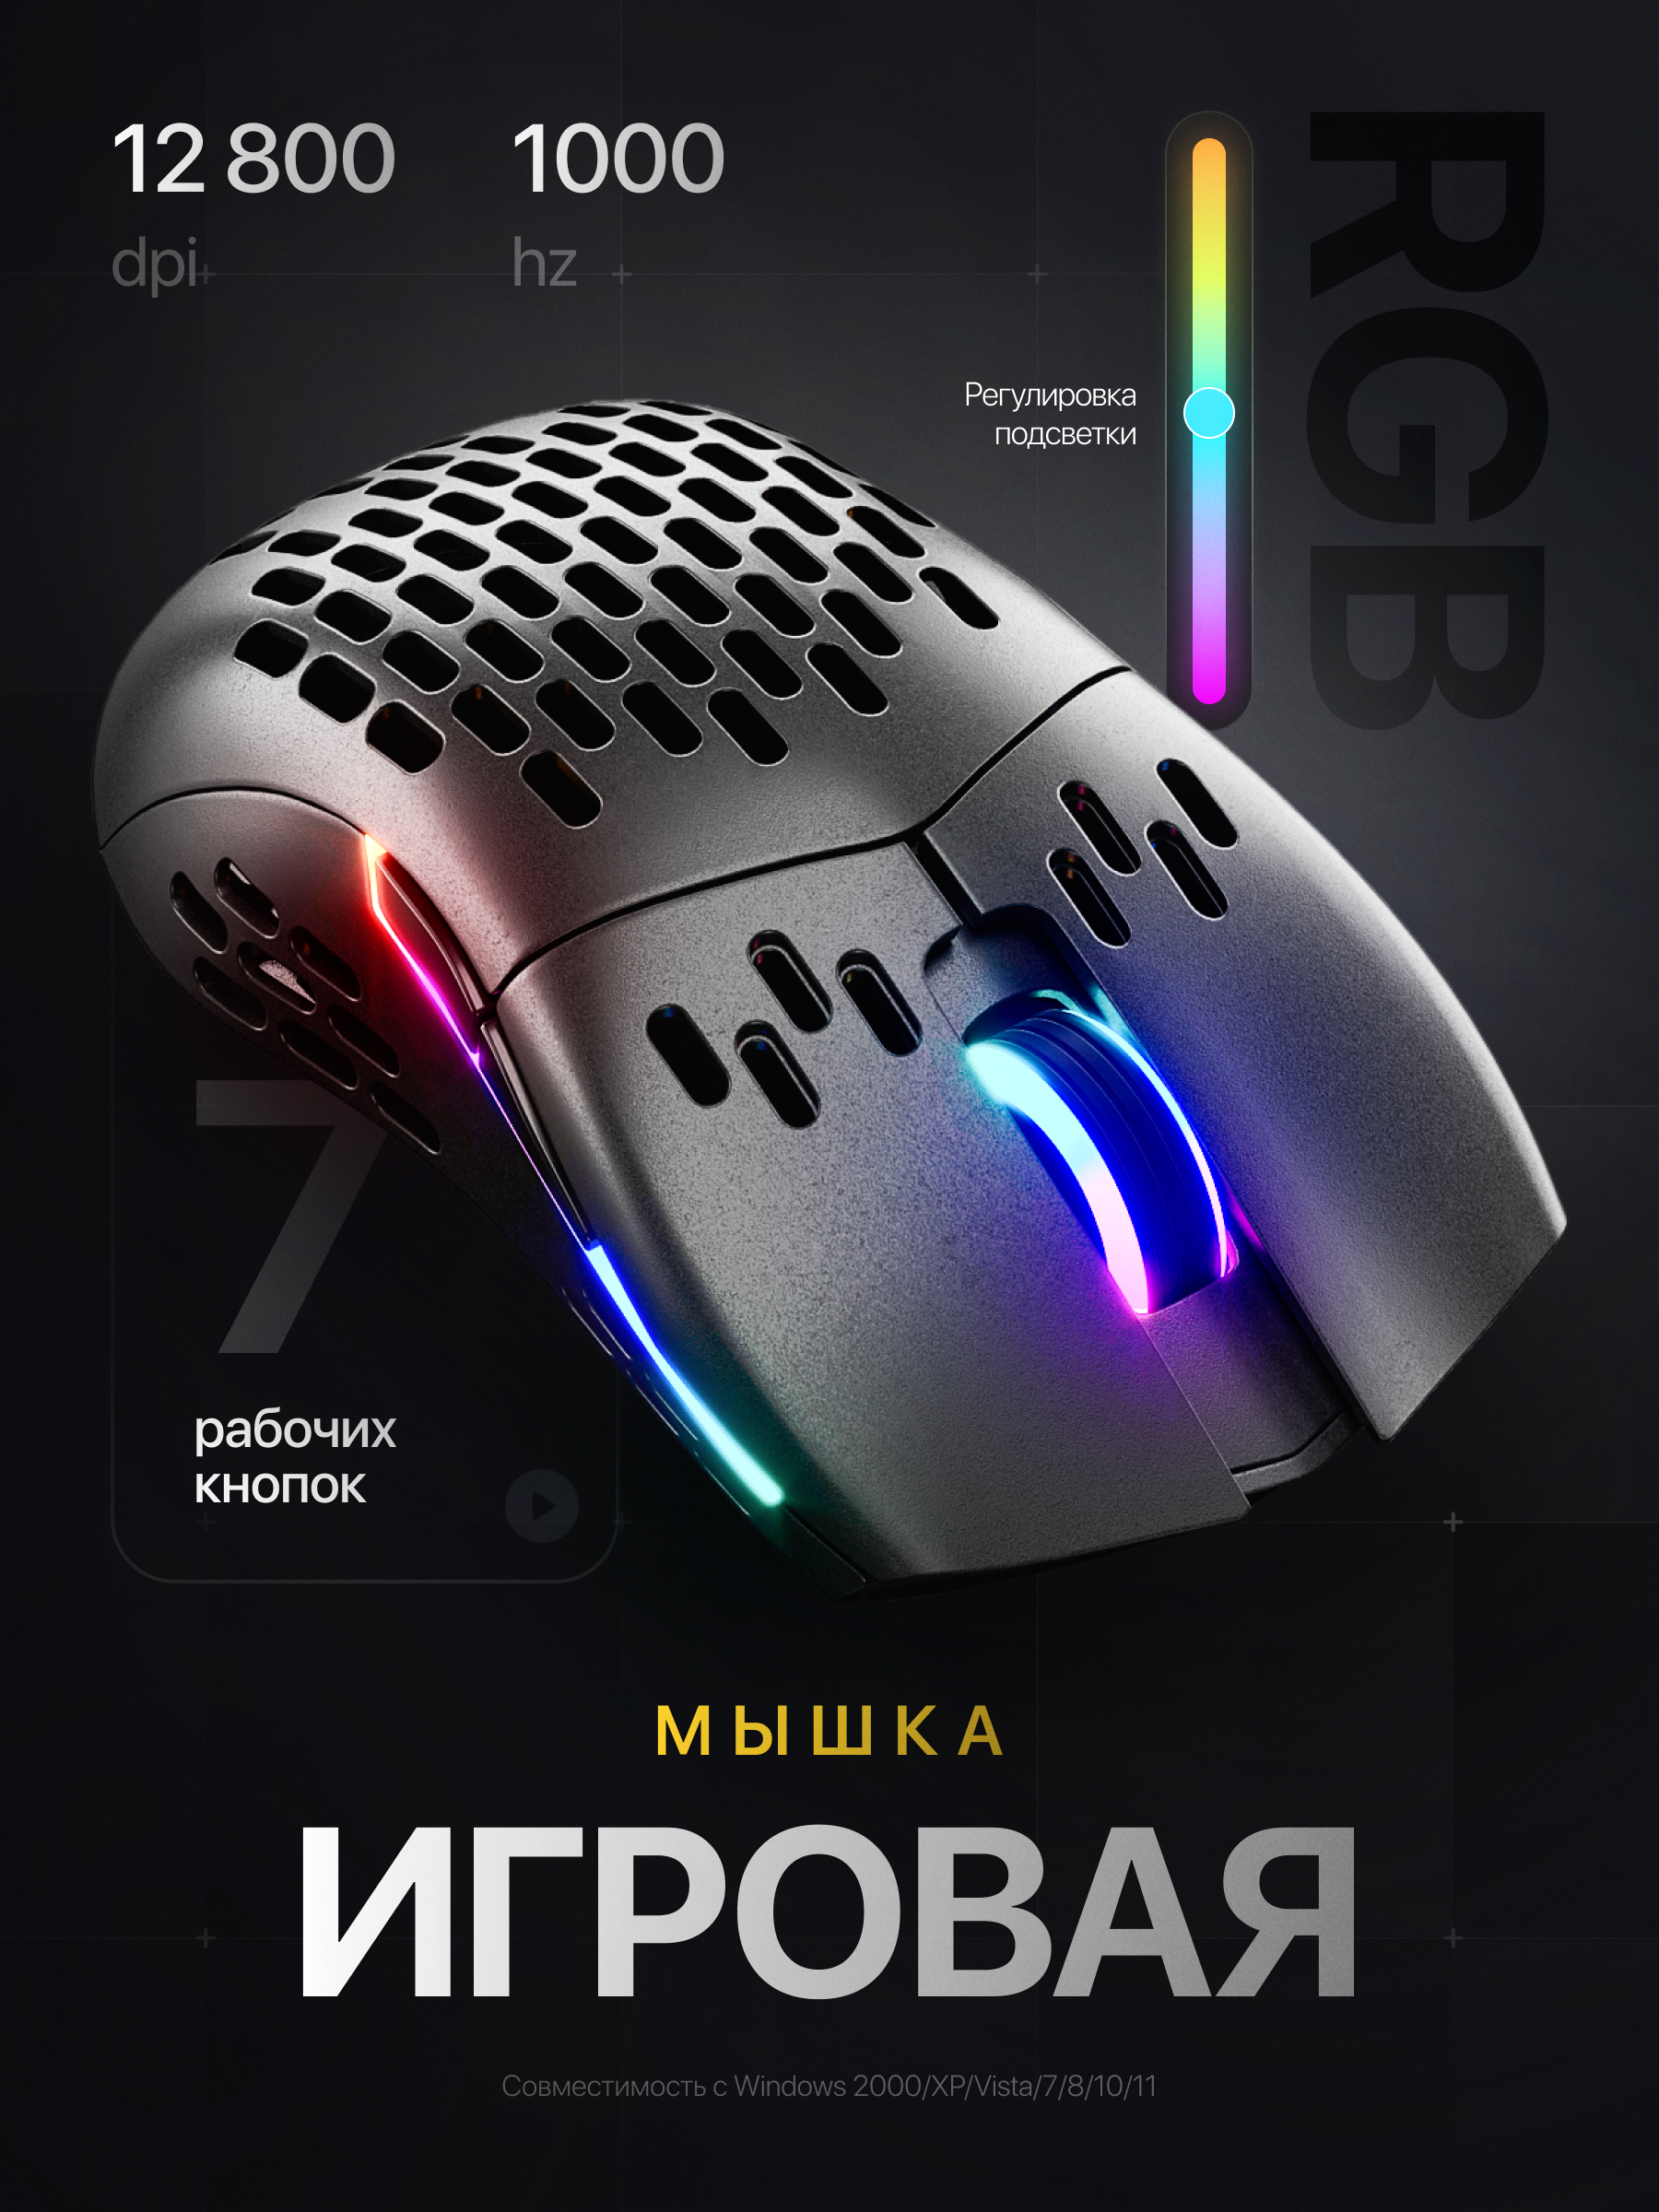 12 800
dpi
1000
hz
RGB
Регулировка
подсветки
7
рабочих
кнопок
МЫШКА
ИГРОВАЯ
Совместимость с Windows 2000/XP/Vista/7/8/10/11